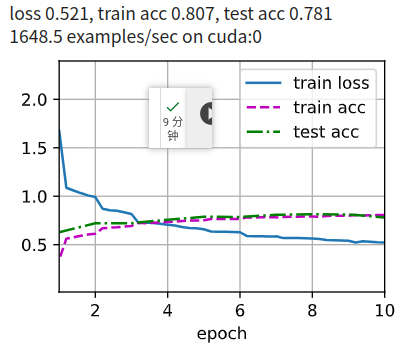 loss 0.521, train acc 0.807, test acc 0.781
1648.5 examples/sec on cuda:0
2.0
1.5
1.0
0.5
train loss
train acc
test acc
9 分
钟
2
4
6
8
10
epoch